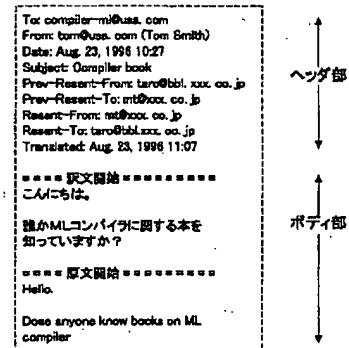 To: compiler-ml@usa. com
From: tom@usa. com (Tom Smith)
Date: Aug. 23, 1996 10:27
Subject: Compiler book
Prev-Resent-From: taro@bbl. xxx. co. jp
Prev-Resent-To: mt@xxx. co. jp
Resent-From: mt@xxx. co. jp
Resent-To: taro@bbl.xxx. co. jp
Translated: Aug. 23, 1996 11:07
ヘッダ部
==== 訳文開始 =========
こんにちは。
誰かMLコンパイラに関する本を
知っていますか？
ボディ部
==== 原文開始 =========
Hello.
Does anyone know books on ML
compiler